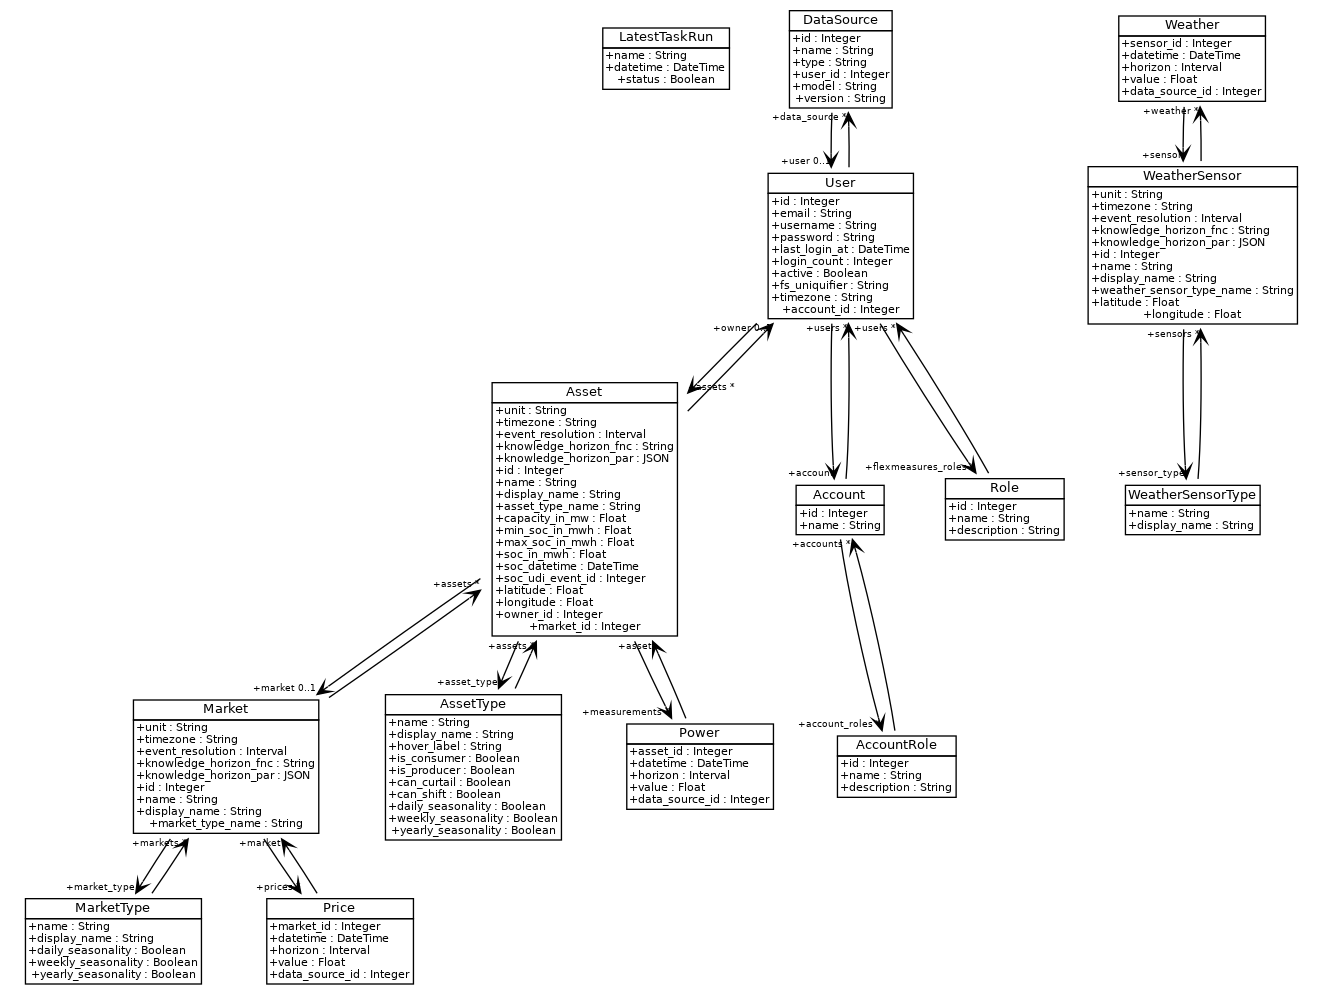 LatestTaskRun
+name : String
+datetime : DateTime
+status : Boolean
DataSource
+id : Integer
+name : String
+type : String
+user_id : Integer
+model : String
+version : String
Weather
+sensor_id : Integer
+datetime : DateTime
+horizon : Interval
+value : Float
+data_source_id : Integer
+data_source *
+user 0..1
+weather *
+sensor
User
+id : Integer
+email : String
+username : String
+password : String
+last_login_at : DateTime
+login_count : Integer
+active : Boolean
+fs_uniquifier : String
+timezone : String
+account_id : Integer
WeatherSensor
+unit : String
+timezone : String
+event_resolution : Interval
+knowledge_horizon_fnc : String
+knowledge_horizon_par : JSON
+id : Integer
+name : String
+display_name : String
+weather_sensor_type_name : String
+latitude : Float
+longitude : Float
+owner 0..1
+users *
+users *
+sensors *
+assets *
Asset
+unit : String
+timezone : String
+event_resolution : Interval
+knowledge_horizon_fnc : String
+knowledge_horizon_par : JSON
+id : Integer
+name : String
+display_name : String
+asset_type_name : String
+capacity_in_mw : Float
+min_soc_in_mwh : Float
+max_soc_in_mwh : Float
+soc_in_mwh : Float
+soc_datetime : DateTime
+soc_udi_event_id : Integer
+latitude : Float
+longitude : Float
+owner_id : Integer
+market_id : Integer
+account
+flexmeasures_roles
+sensor_type
Account
+id : Integer
+name : String
Role
+id : Integer
+name : String
+description : String
WeatherSensorType
+name : String
+display_name : String
+accounts *
+assets *
+assets *
+asset
+market 0..1
+asset_type
+measurements
+account_roles
Market
+unit : String
+timezone : String
+event_resolution : Interval
+knowledge_horizon_fnc : String
+knowledge_horizon_par : JSON
+id : Integer
+name : String
+display_name : String
+market_type_name : String
AssetType
+name : String
+display_name : String
+hover_label : String
+is_consumer : Boolean
+is_producer : Boolean
+can_curtail : Boolean
+can_shift : Boolean
+daily_seasonality : Boolean
+weekly_seasonality : Boolean
+yearly_seasonality : Boolean
Power
+asset_id : Integer
+datetime : DateTime
+horizon : Interval
+value : Float
+data_source_id : Integer
AccountRole
+id : Integer
+name : String
+description : String
+markets *
+market
+market_type
+prices
MarketType
+name : String
+display_name : String
+daily_seasonality : Boolean
+weekly_seasonality : Boolean
+yearly_seasonality : Boolean
Price
+market_id : Integer
+datetime : DateTime
+horizon : Interval
+value : Float
+data_source_id : Integer